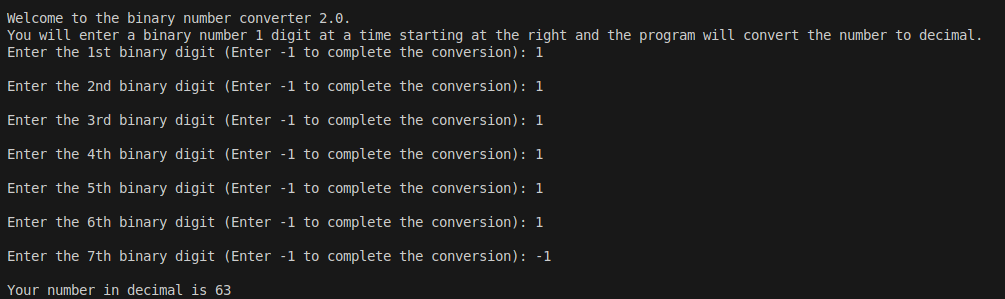 Welcome to the binary number converter 2.0.
You will enter a binary number 1 digit at a time starting at the right and the program will convert the number to decimal.
Enter the 1st binary digit (Enter -1 to complete the conversion): 1
Enter the 2nd binary digit (Enter -1 to complete the conversion): 1
Enter the 3rd binary digit (Enter -1 to complete the conversion): 1
Enter the 4th binary digit (Enter -1 to complete the conversion): 1
Enter the 5th binary digit (Enter -1 to complete the conversion): 1
Enter the 6th binary digit (Enter -1 to complete the conversion): 1
Enter the 7th binary digit (Enter -1 to complete the conversion): -1
Your number in decimal is 63